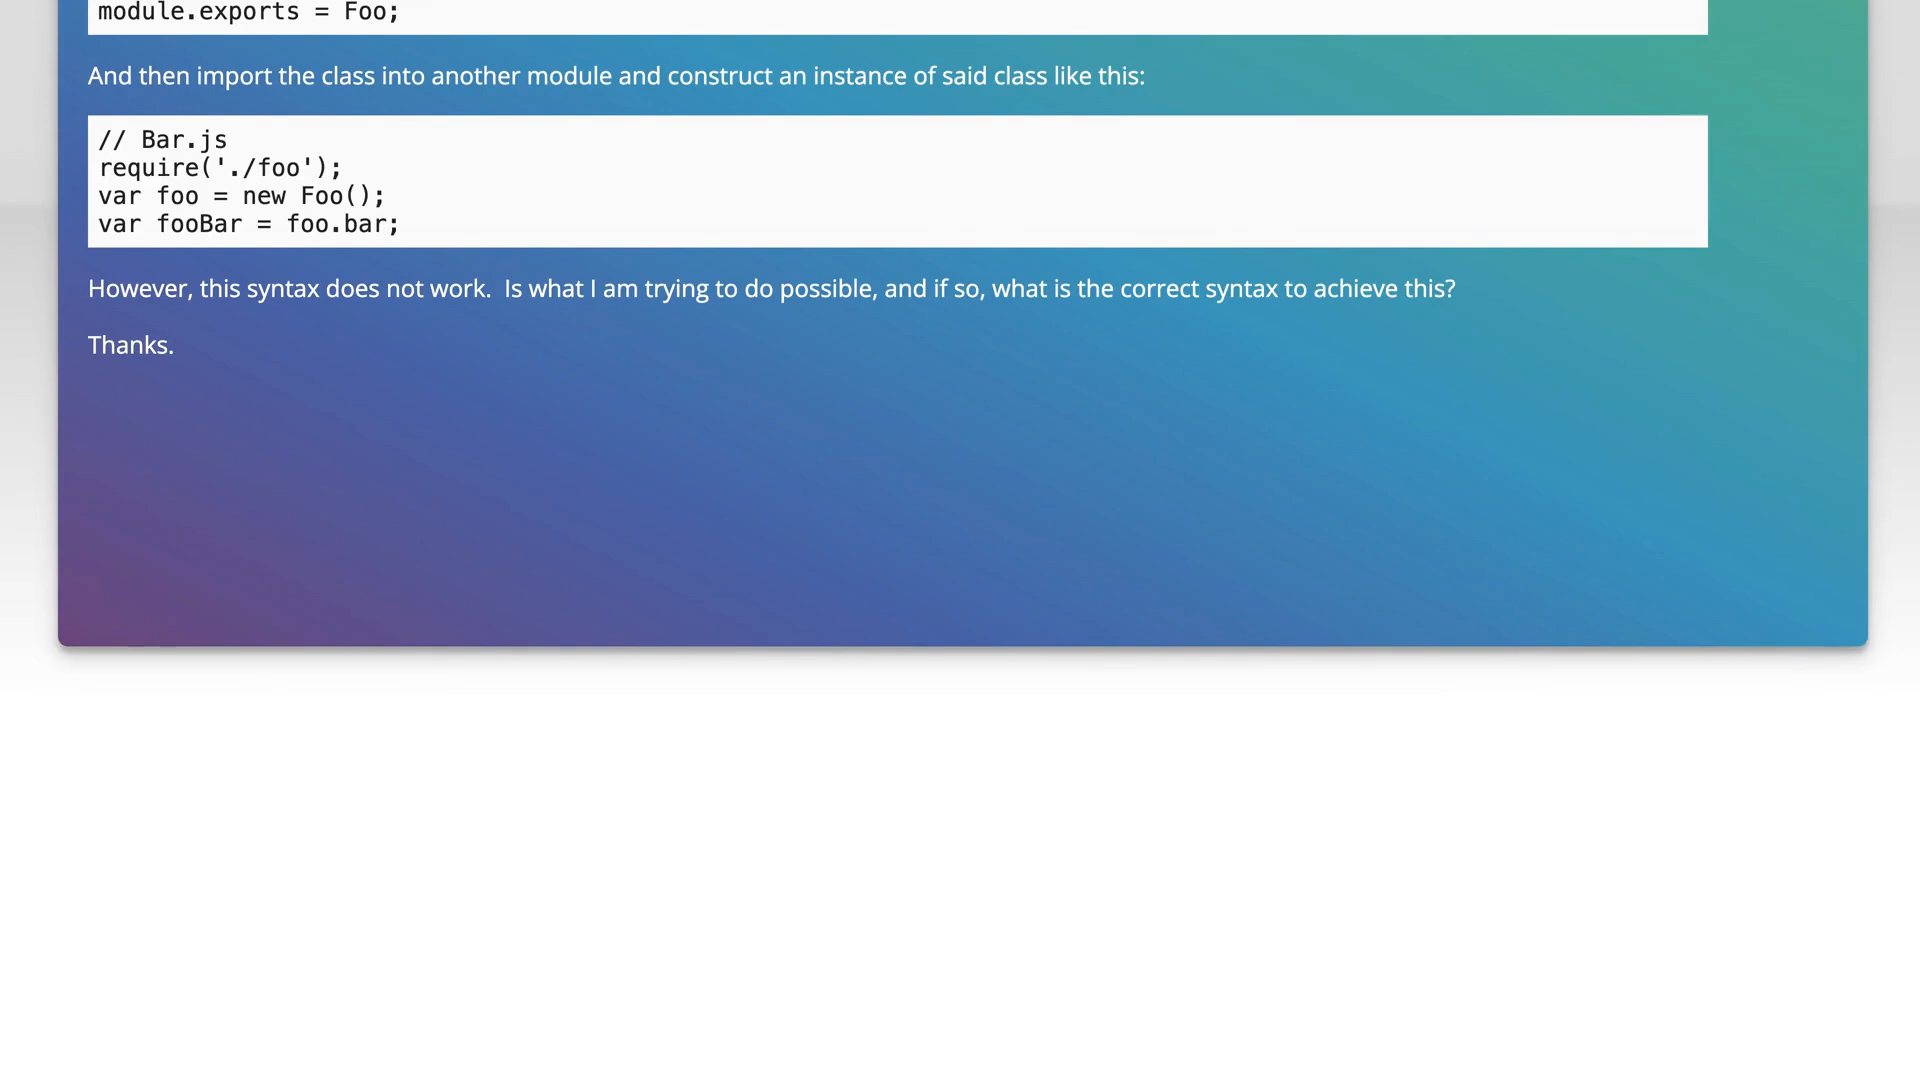 module.exports = Foo;
And then import the class into another module and construct an instance of said class like this:
// Bar.js
require('./foo');
var foo = new Foo();
var fooBar = foo.bar;
However, this syntax does not work.  Is what I am trying to do possible, and if so, what is the correct syntax to achieve this?
Thanks.